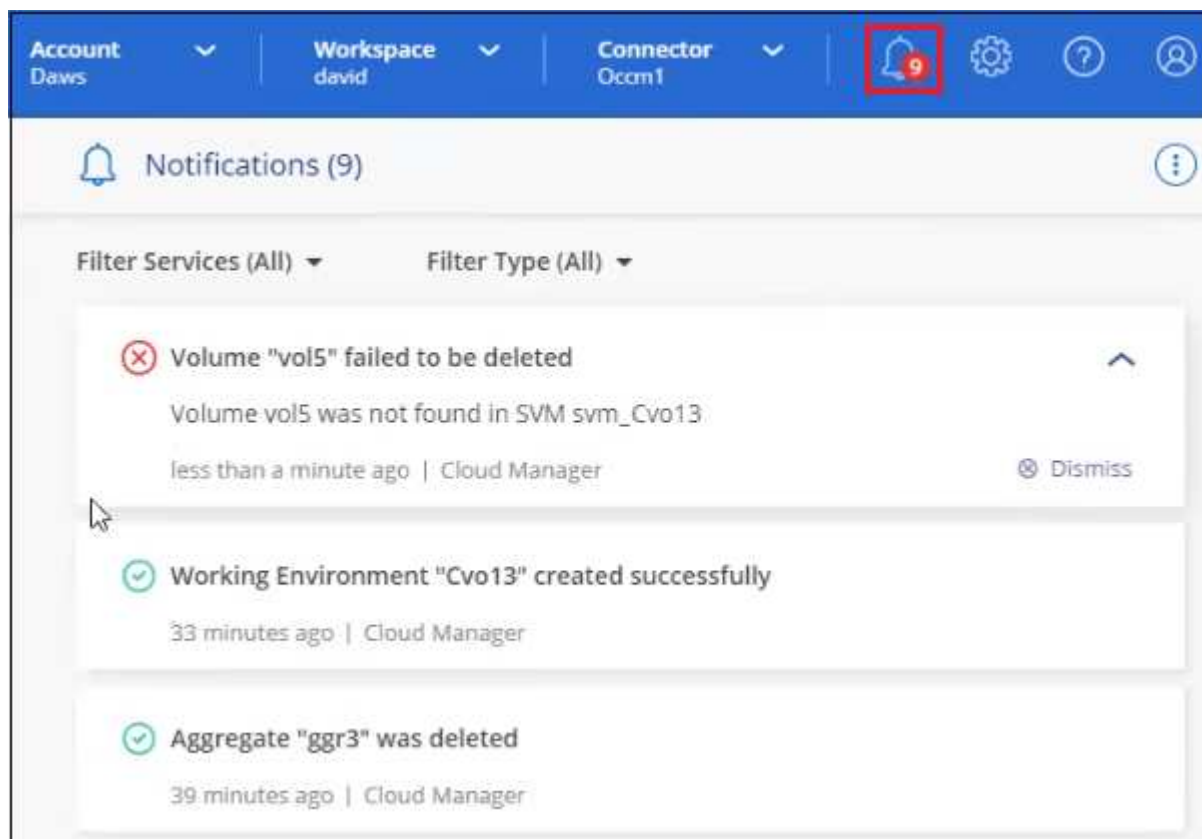 Account Workspace Connector
Daws david Occm1
9
?
Notifications (9)
Filter Services (All) Filter Type (All)
Volume "vol5" failed to be deleted
Volume vol5 was not found in SVM svm_Cvo13
less than a minute ago | Cloud Manager Dismiss
Working Environment "Cvo13" created successfully
33 minutes ago | Cloud Manager
Aggregate "ggr3" was deleted
39 minutes ago | Cloud Manager